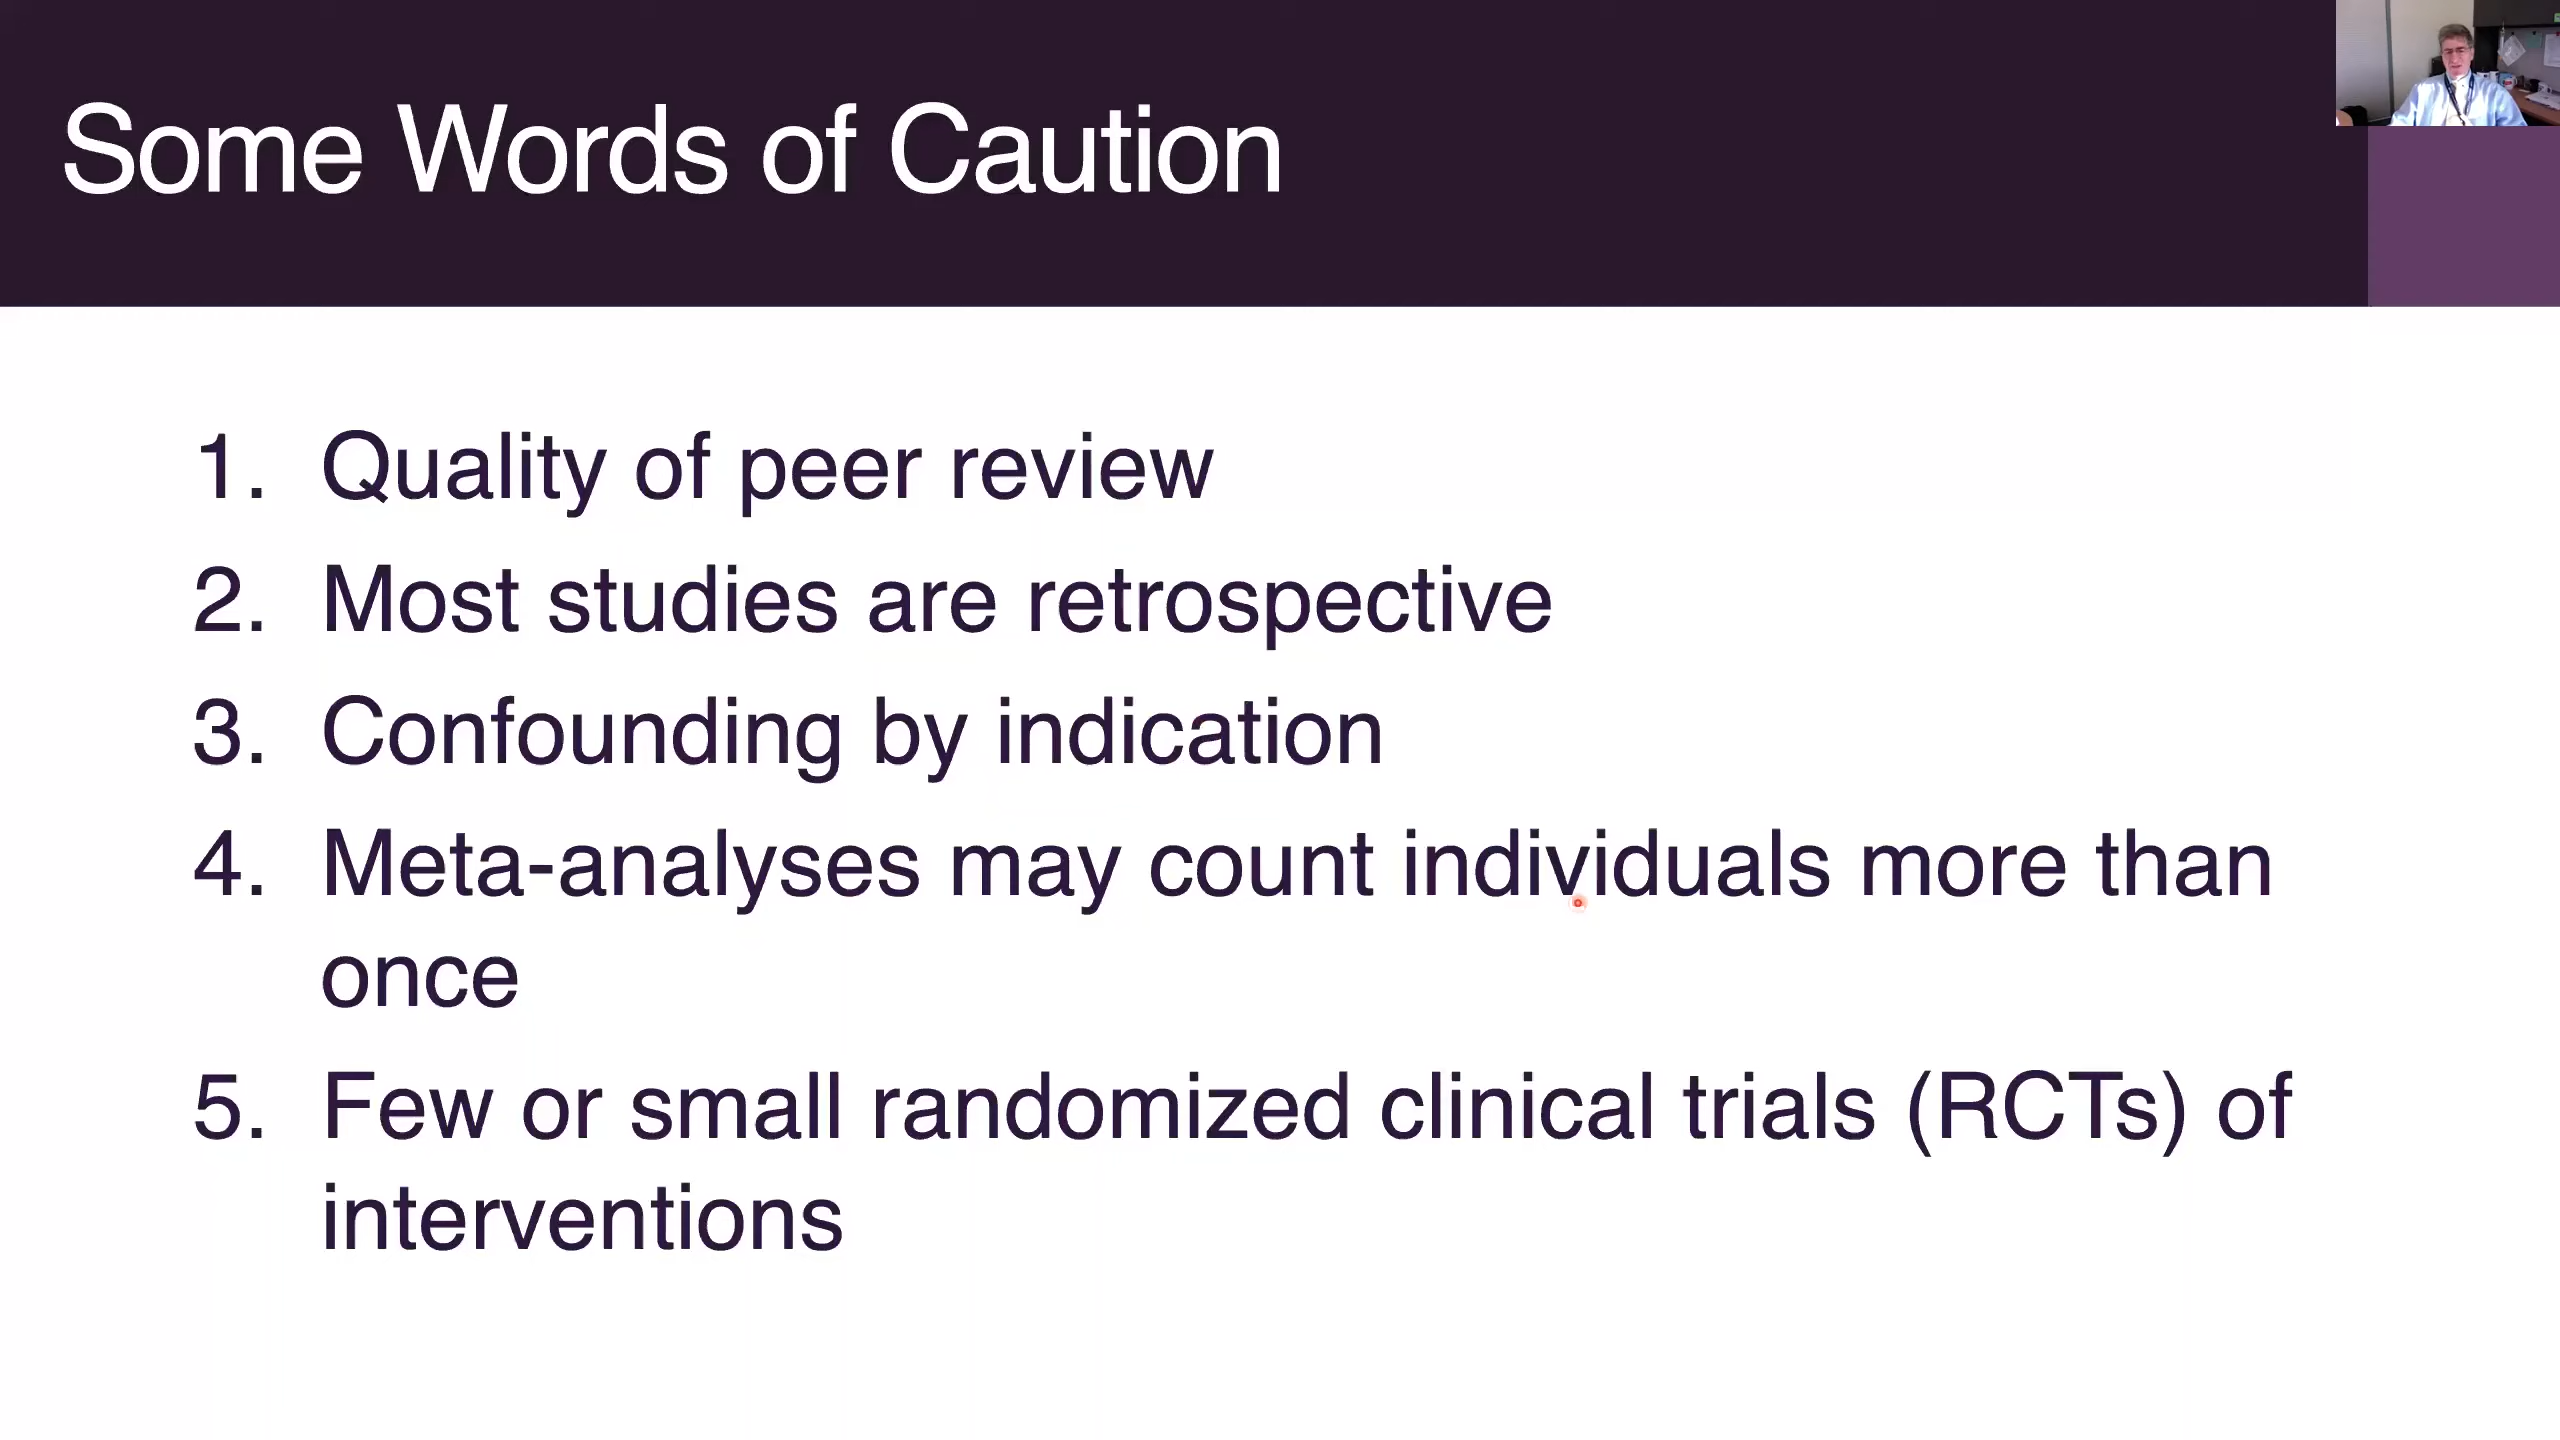 Some Words of Caution
1. Quality of peer review
2. Most studies are retrospective
3. Confounding by indication
4. Meta-analyses may count individuals more than
once
5. Few or small randomized clinical trials (RCTs) of
interventions